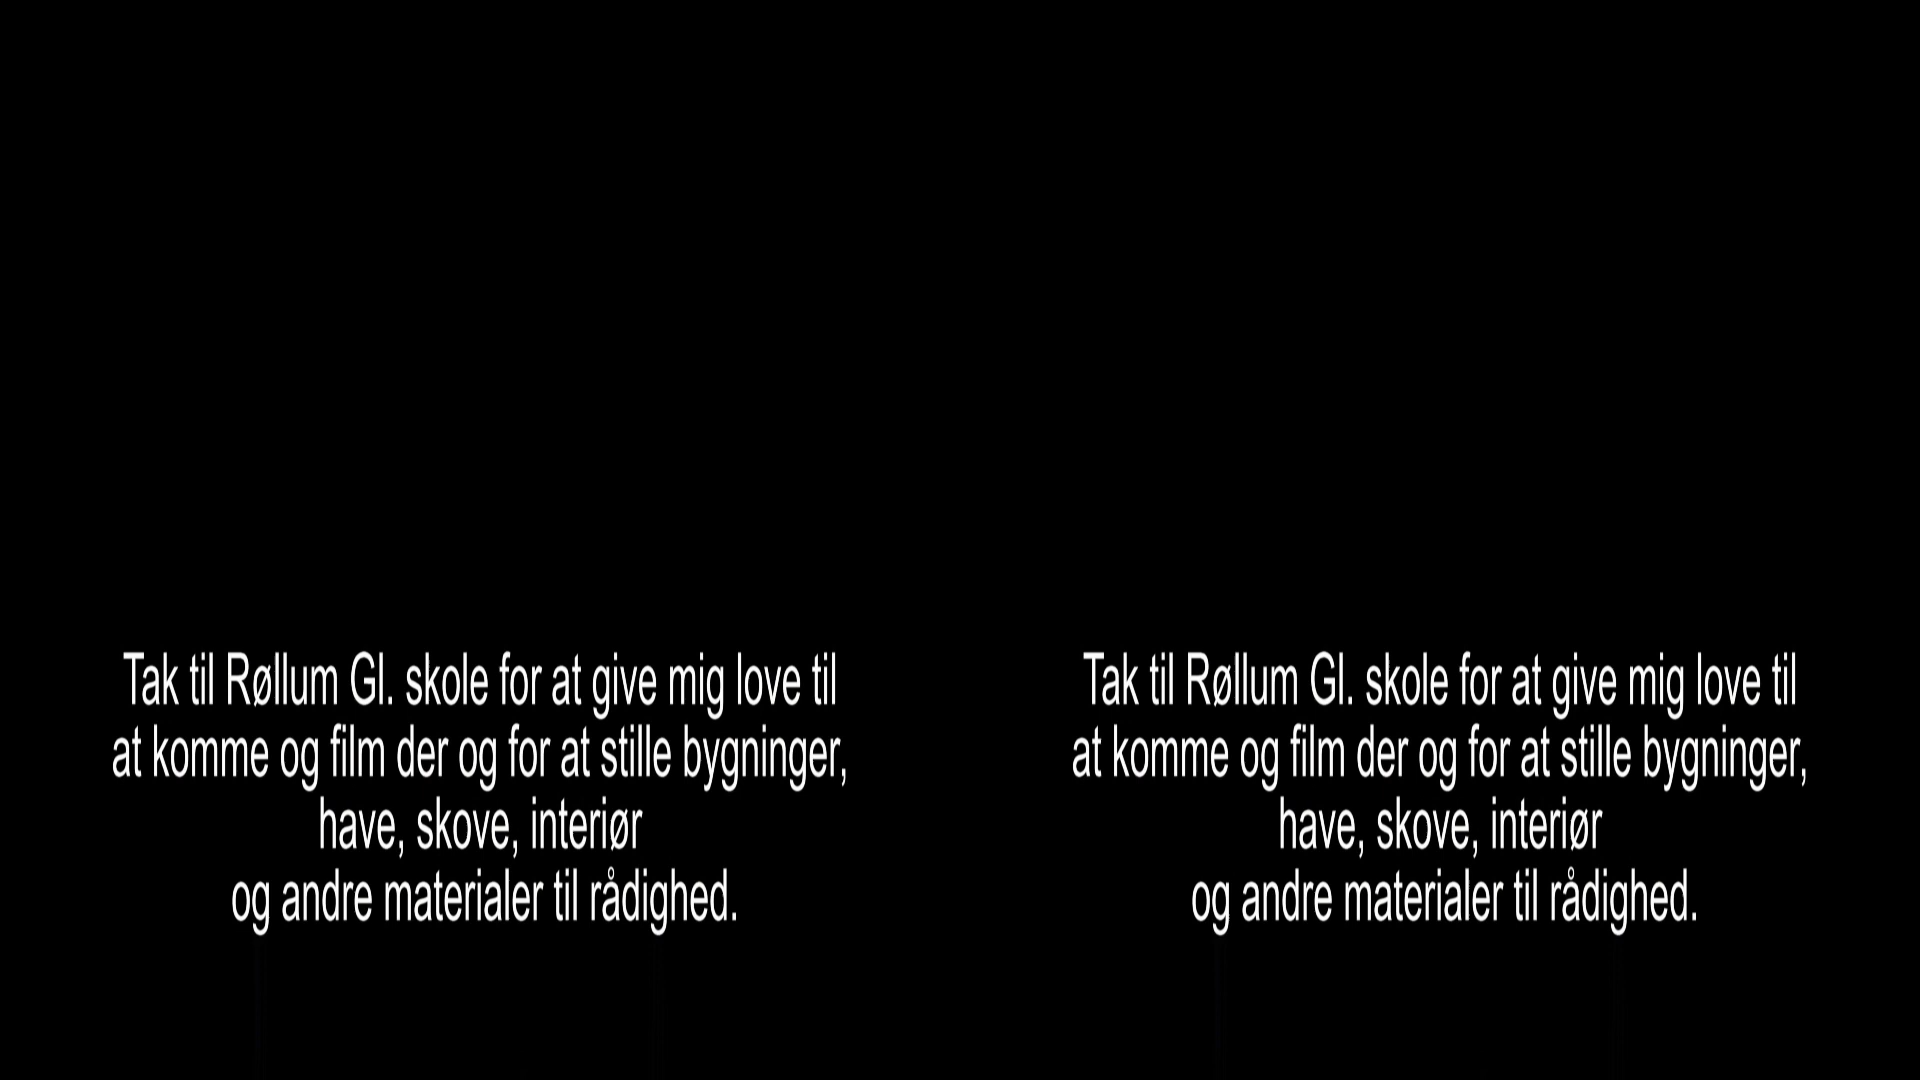 Tak til Røllum Gl. skole for at give mig love til
at komme og film der og for at stille bygninger,
have, skove, interiør
og andre materialer til rådighed.
Tak til Røllum Gl. skole for at give mig love til
at komme og film der og for at stille bygninger,
have, skove, interiør
og andre materialer til rådighed.